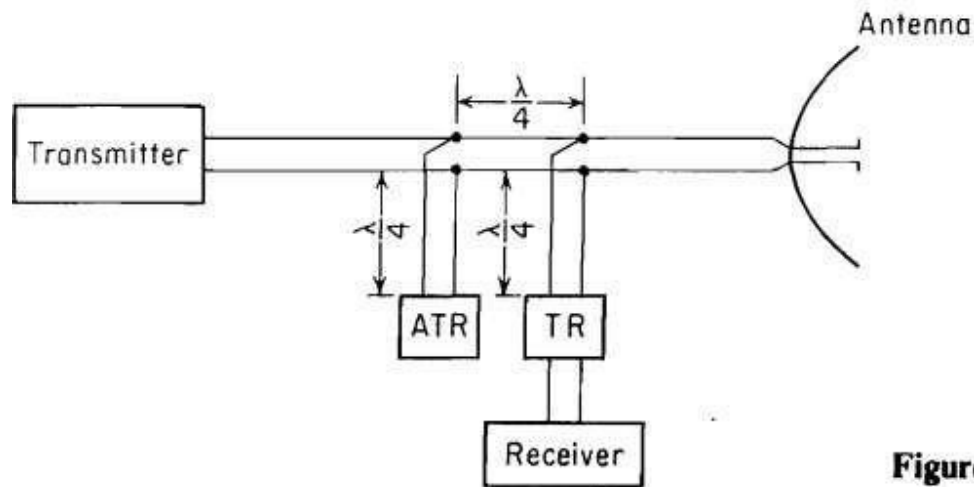 Antenna
λ
4
Transmitter
λ
4
λ
4
ATR
TR
Receiver
Figure